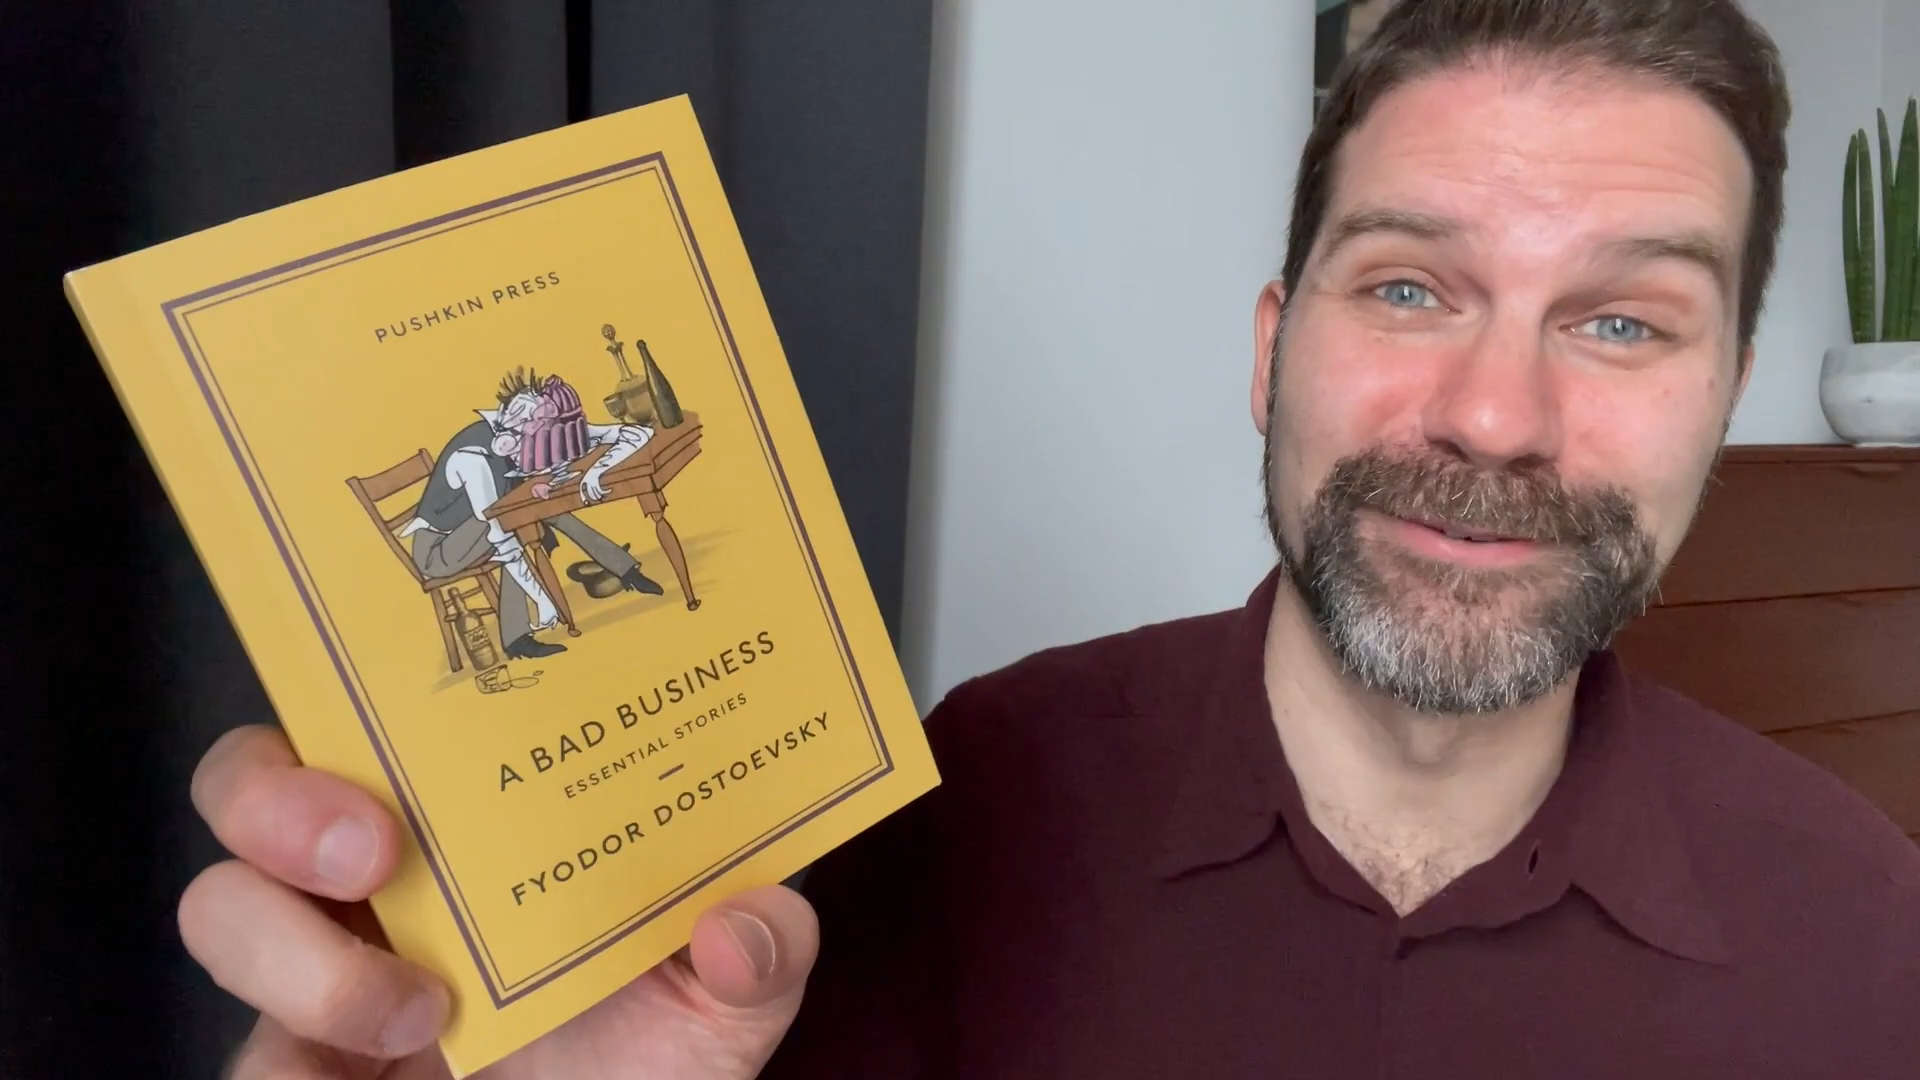 PUSHKIN PRESS
A BAD BUSINESS
ESSENTIAL STORIES
FYODOR DOSTOEVSKY